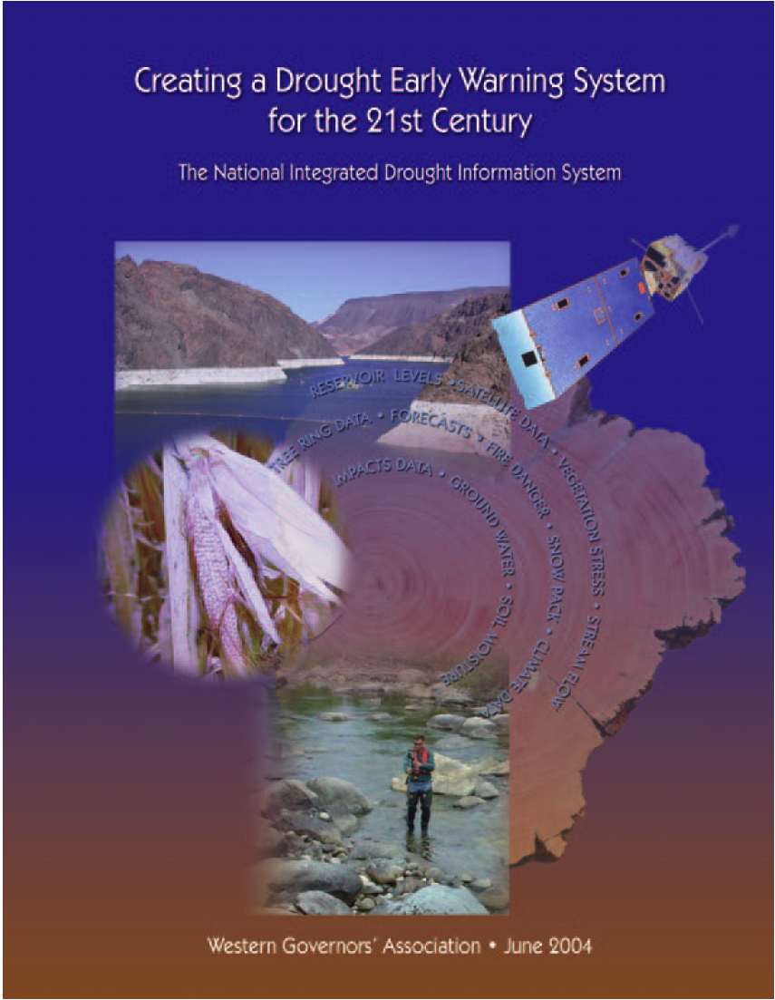 Creating a Drought Early Warning System
for the 21st Century
The National Integrated Drought Information System
RESERVOIR LEVELS • SATELLITE DATA • VEGETATION STRESS • STREAM FLOW
TREE RING DATA • FORECASTS • FIRE DANGER • SNOW PACK • CLIMATE DATA
IMPACTS DATA • GROUND WATER • SOIL MOISTURE
Western Governors' Association • June 2004